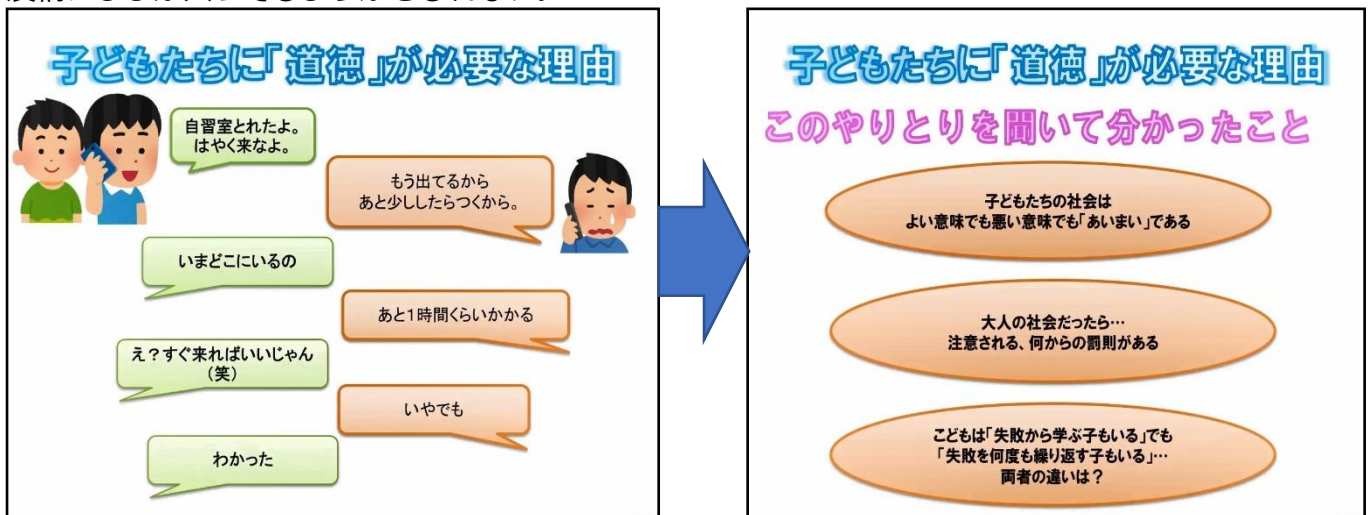 子どもたちに「道徳」が必要な理由
自習室とれたよ。
はやく来なよ。
もう出てるから
あと少ししたらつくから。
いまどこにいるの
あと1時間くらいかかる
え？すぐ来ればいいじゃん
（笑）
いやでも
わかった
子どもたちに「道徳」が必要な理由
このやりとりを聞いて分かったこと
子どもたちの社会は
よい意味でも悪い意味でも「あいまい」である
大人の社会だったら…
注意される、何からの罰則がある
こどもは「失敗から学ぶ子もいる」でも
「失敗を何度も繰り返す子もいる」…
両者の違いは？